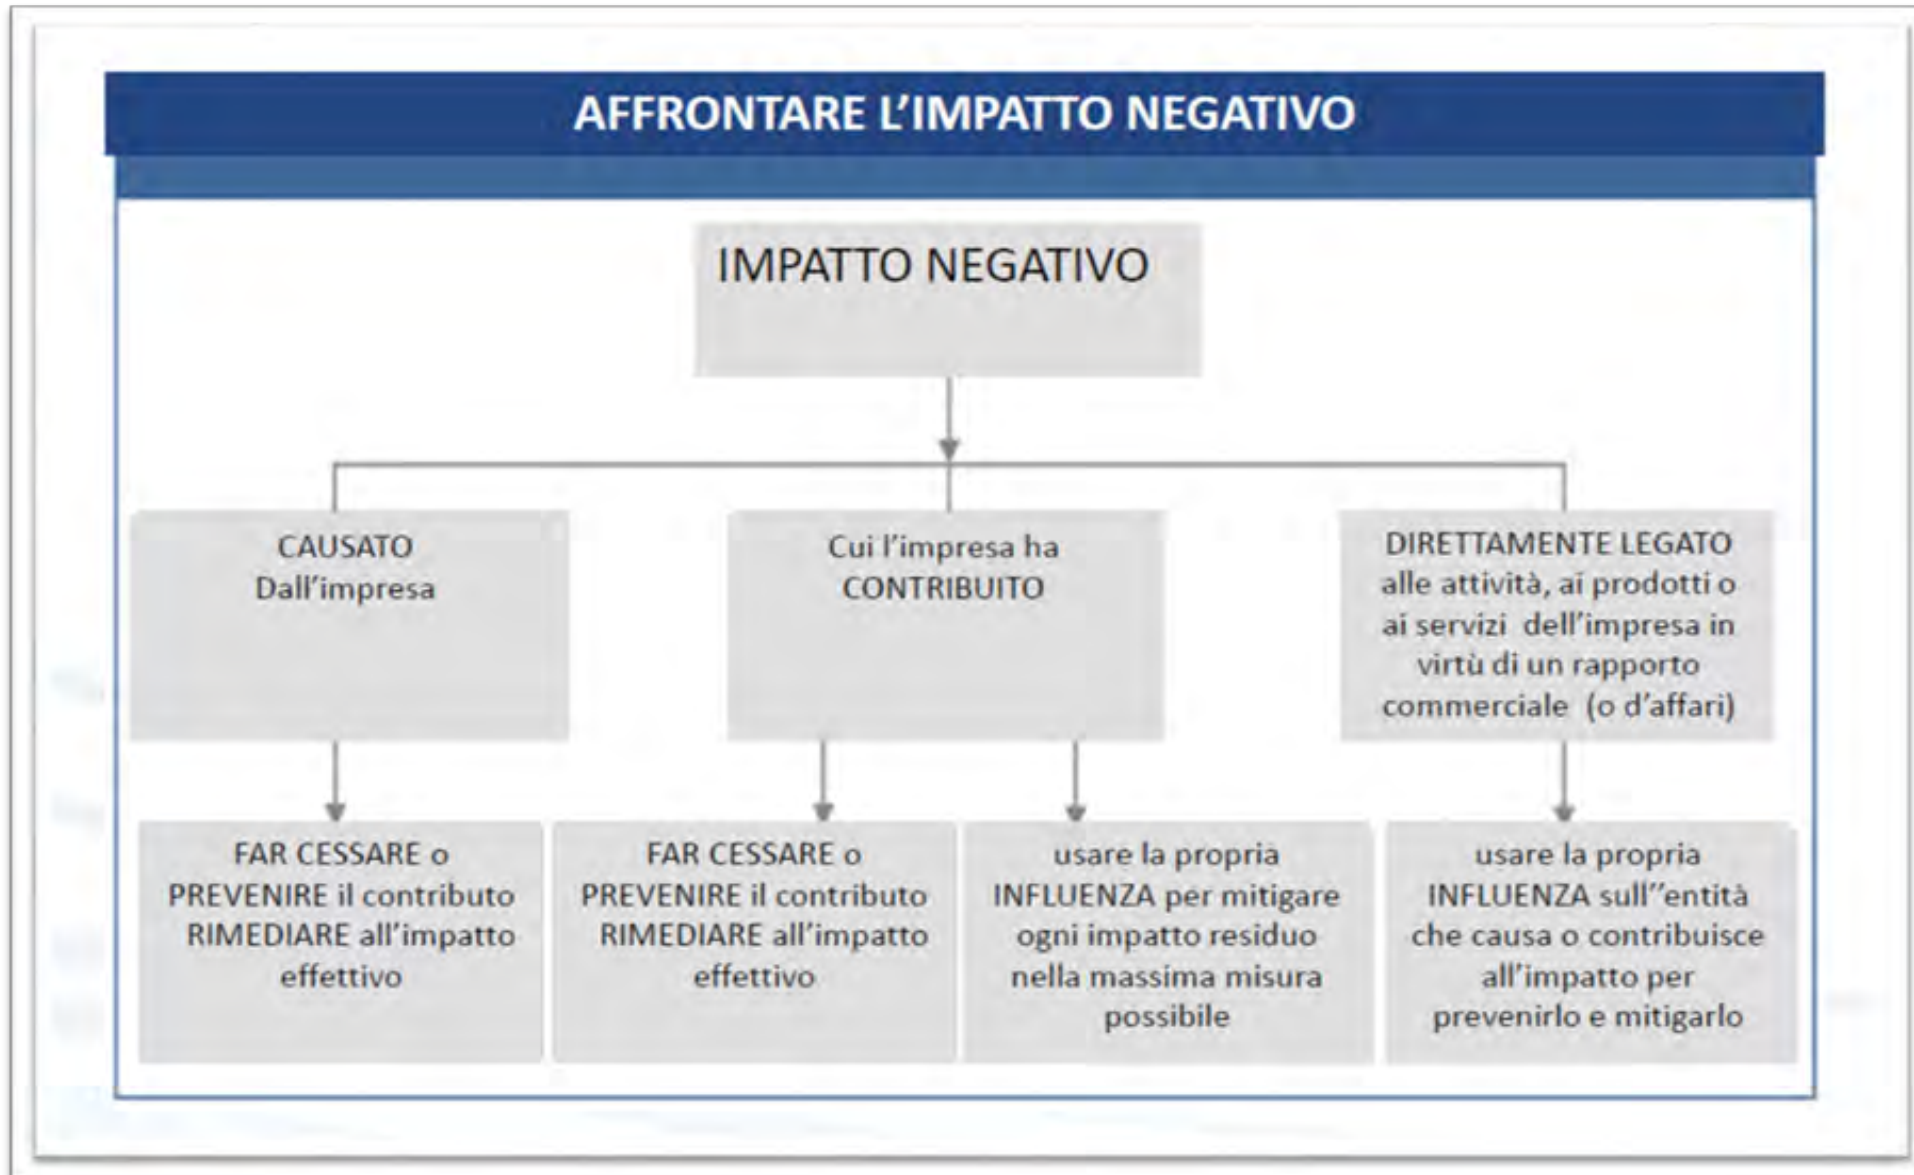 AFFRONTARE L'IMPATTO NEGATIVO
IMPATTO NEGATIVO
CAUSATO
Dall'impresa
Cui l'impresa ha
CONTRIBUITO
DIRETTAMENTE LEGATO
alle attività, ai prodotti o
ai servizi dell'impresa in
virtù di un rapporto
commerciale (o d'affari)
FAR CESSARE o
PREVENIRE il contributo
RIMEDIARE all'impatto
effettivo
FAR CESSARE o
PREVENIRE il contributo
RIMEDIARE all'impatto
effettivo
usare la propria
INFLUENZA per mitigare
ogni impatto residuo
nella massima misura
possibile
usare la propria
INFLUENZA sull''entità
che causa o contribuisce
all'impatto per
prevenirlo e mitigarlo